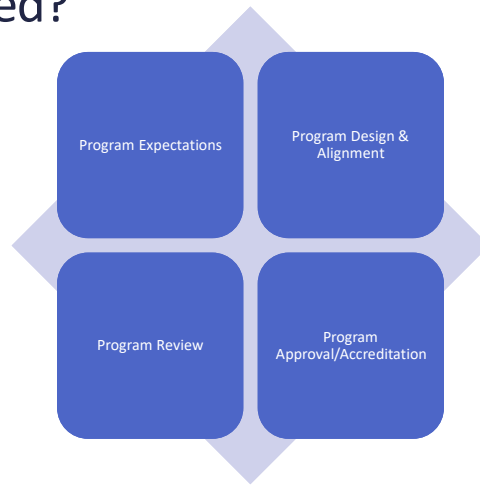 ed?
Program Expectations
Program Design &
Alignment
Program Review
Program
Approval/Accreditation